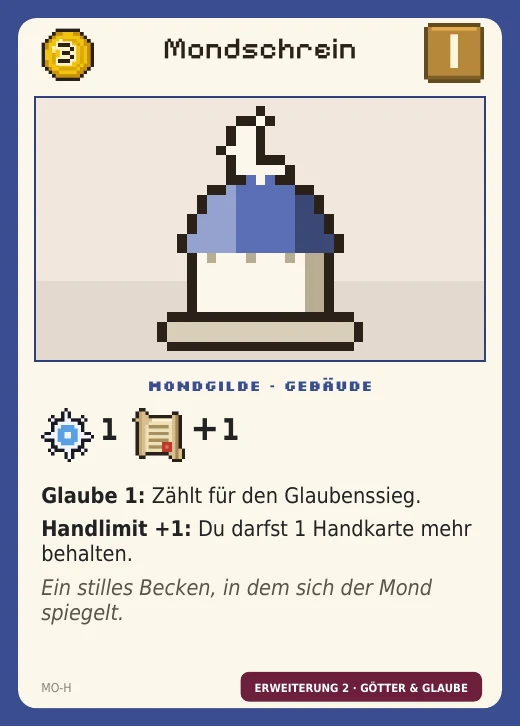 3
Mondschrein
I
MONDGILDE · GEBÄUDE
1 +1
Glaube 1: Zählt für den Glaubenssieg.
Handlimit +1: Du darfst 1 Handkarte mehr
behalten.
Ein stilles Becken, in dem sich der Mond
spiegelt.
MO-H
ERWEITERUNG 2 · GÖTTER & GLAUBE